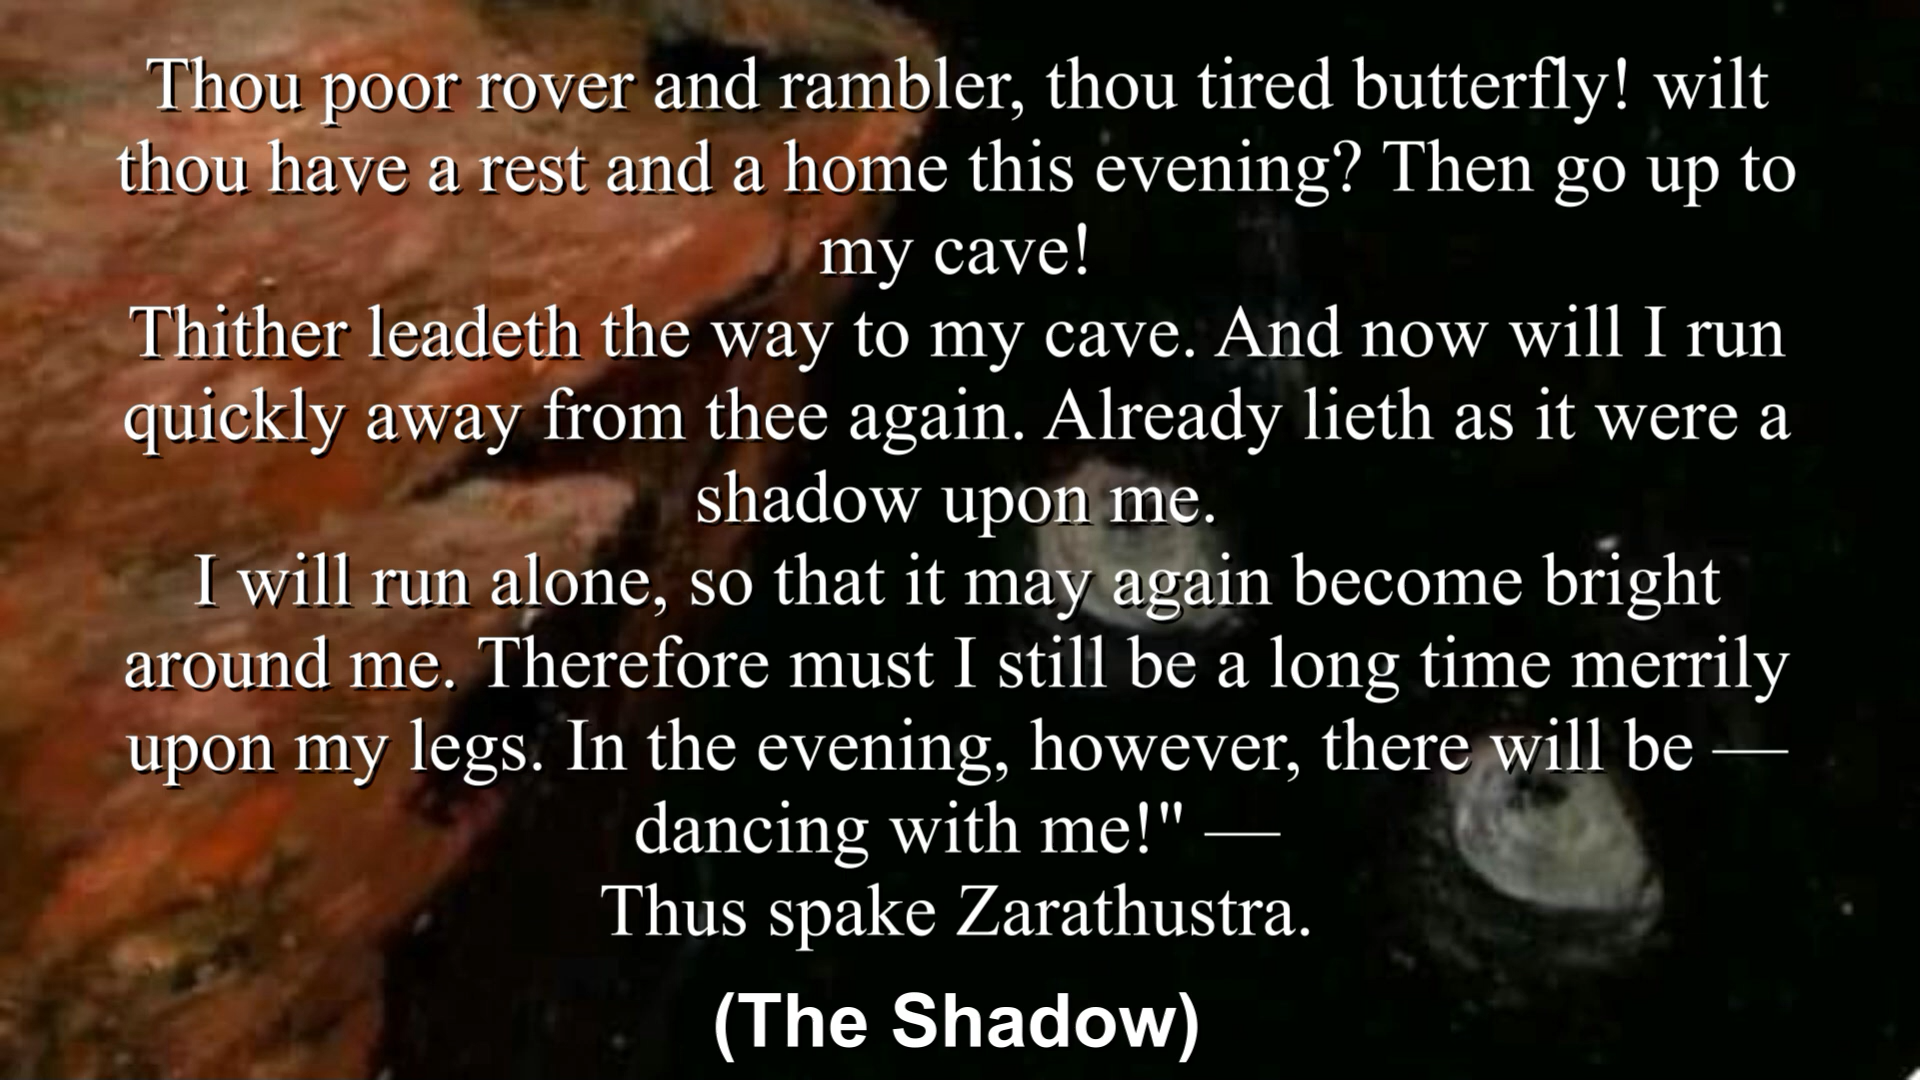 Thou poor rover and rambler, thou tired butterfly! wilt
thou have a rest and a home this evening? Then go up to
my cave!
Thither leadeth the way to my cave. And now will I run
quickly away from thee again. Already lieth as it were a
shadow upon me.
I will run alone, so that it may again become bright
around me. Therefore must I still be a long time merrily
upon my legs. In the evening, however, there will be —
dancing with me!" —
Thus spake Zarathustra.
(The Shadow)